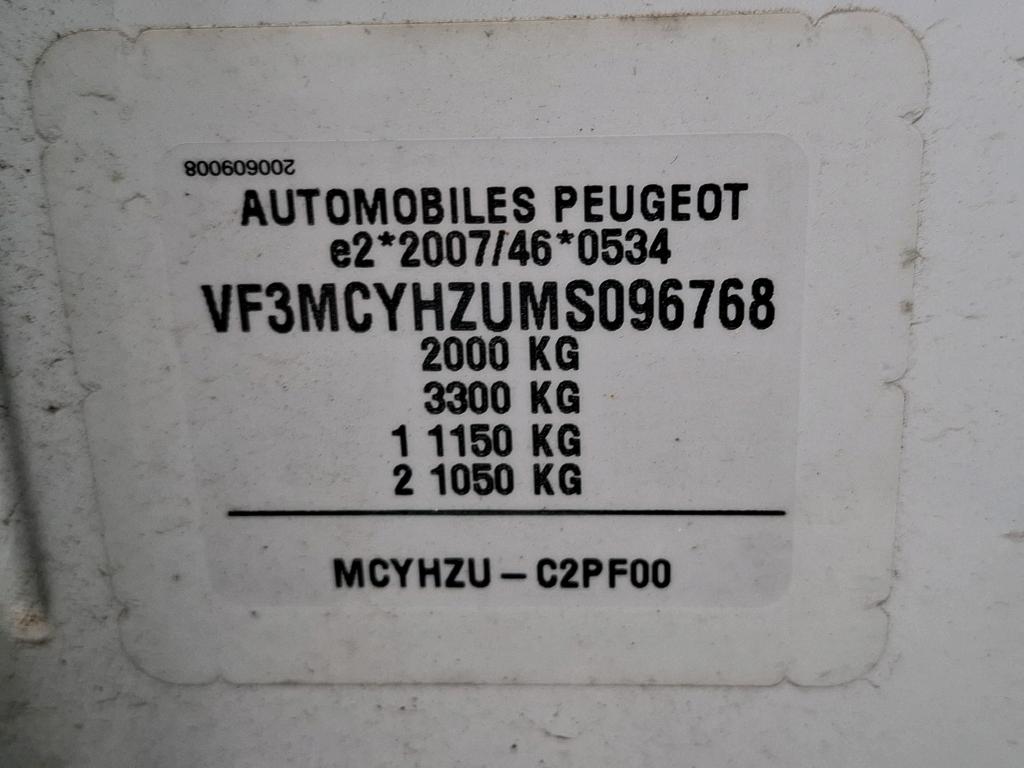 200609008
AUTOMOBILES PEUGEOT
e2*2007/46*0534
VF3MCYHZUMS096768
2000 KG
3300 KG
1 1150 KG
2 1050 KG
MCYHZU – C2PF00